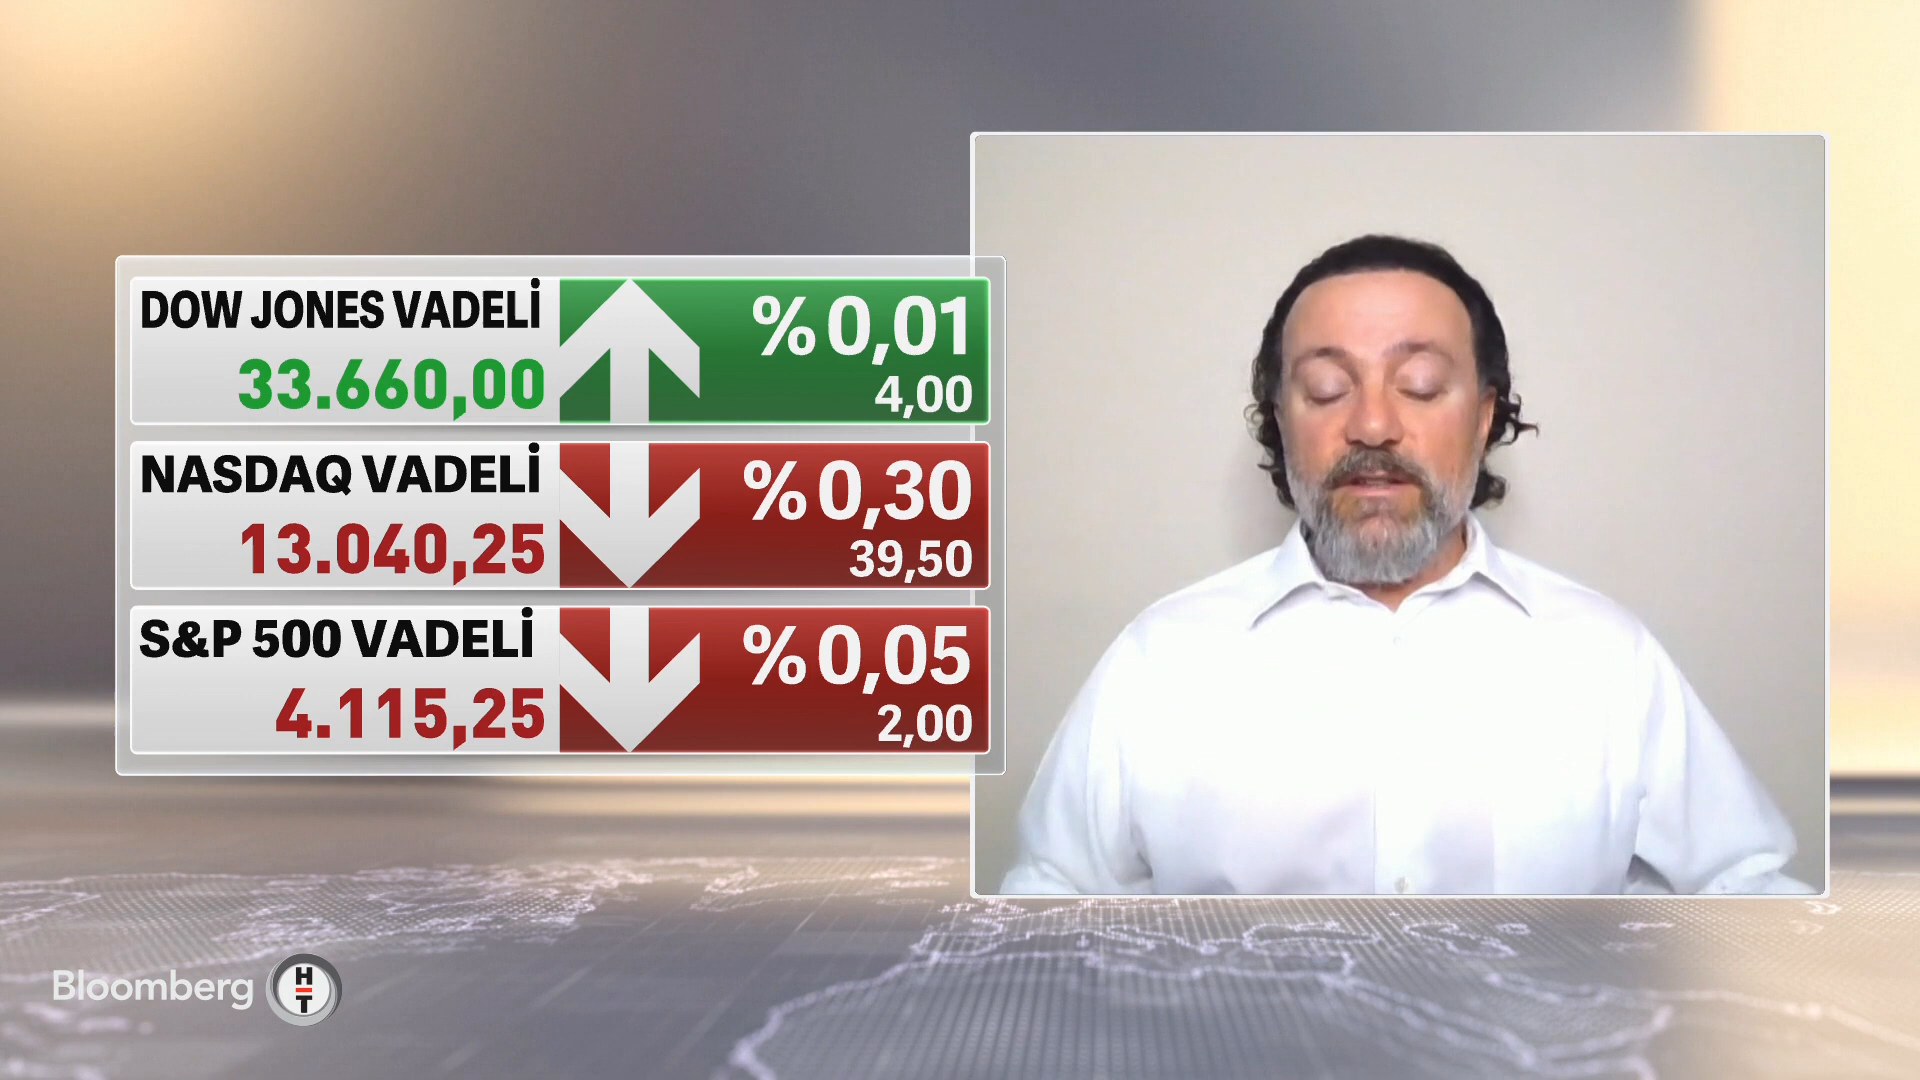 DOW JONES VADELİ
33.660,00
%0,01
4,00
NASDAQ VADELİ
13.040,25
%0,30
39,50
S&P 500 VADELİ
4.115,25
%0,05
2,00
Bloomberg HT